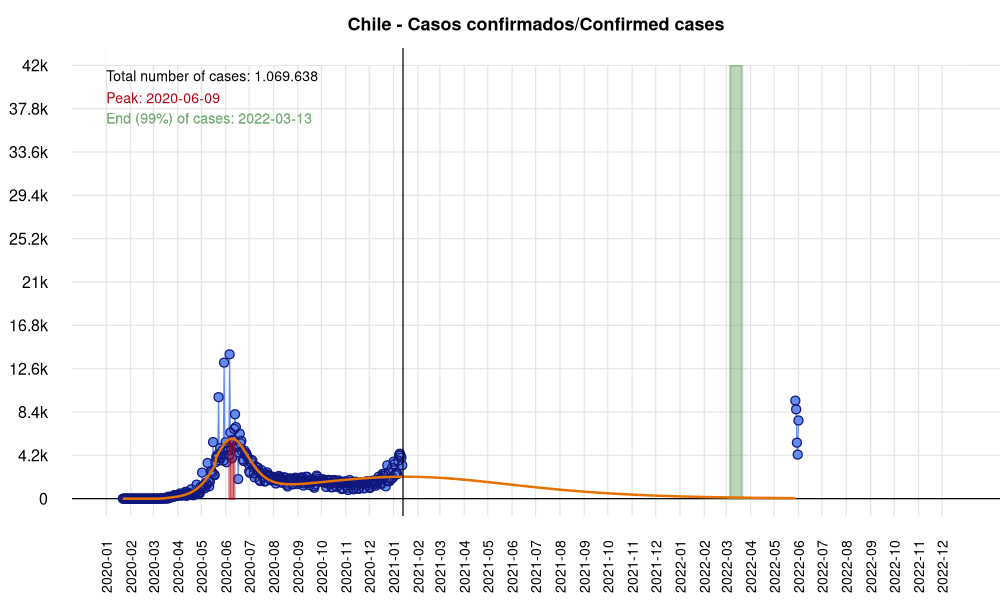 Chile - Casos confirmados/Confirmed cases
Total number of cases: 1.069.638
Peak: 2020-06-09
End (99%) of cases: 2022-03-13
42k
37.8k
33.6k
29.4k
25.2k
21k
16.8k
12.6k
8.4k
4.2k
0
2020-01
2020-02
2020-03
2020-04
2020-05
2020-06
2020-07
2020-08
2020-09
2020-10
2020-11
2020-12
2021-01
2021-03
2021-04
2021-05
2021-06
2021-07
2021-08
2021-09
2021-10
2021-11
2021-12
2022-01
2022-02
2022-03
2022-04
2022-05
2022-06
2022-07
2022-08
2022-09
2022-10
2022-11
2022-12